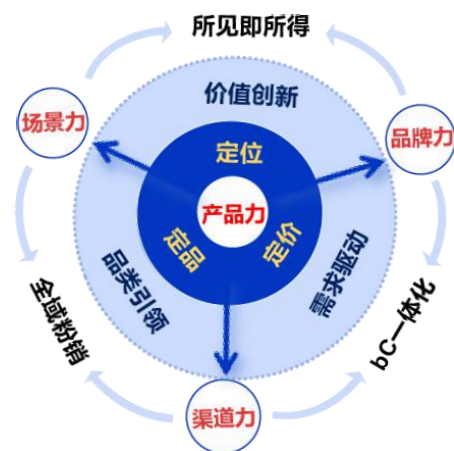 所见即所得
价值创新
场景力
品牌力
定位
产品力
定品
定价
品类引领
需求驱动
全域粉销
bC一体化
渠道力